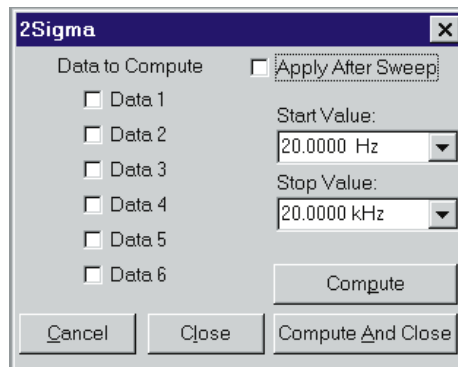 2Sigma
Data to Compute
Apply After Sweep
Data 1
Data 2
Data 3
Data 4
Data 5
Data 6
Start Value:
20.0000 Hz
Stop Value:
20.0000 kHz
Compute
Cancel
Close
Compute And Close